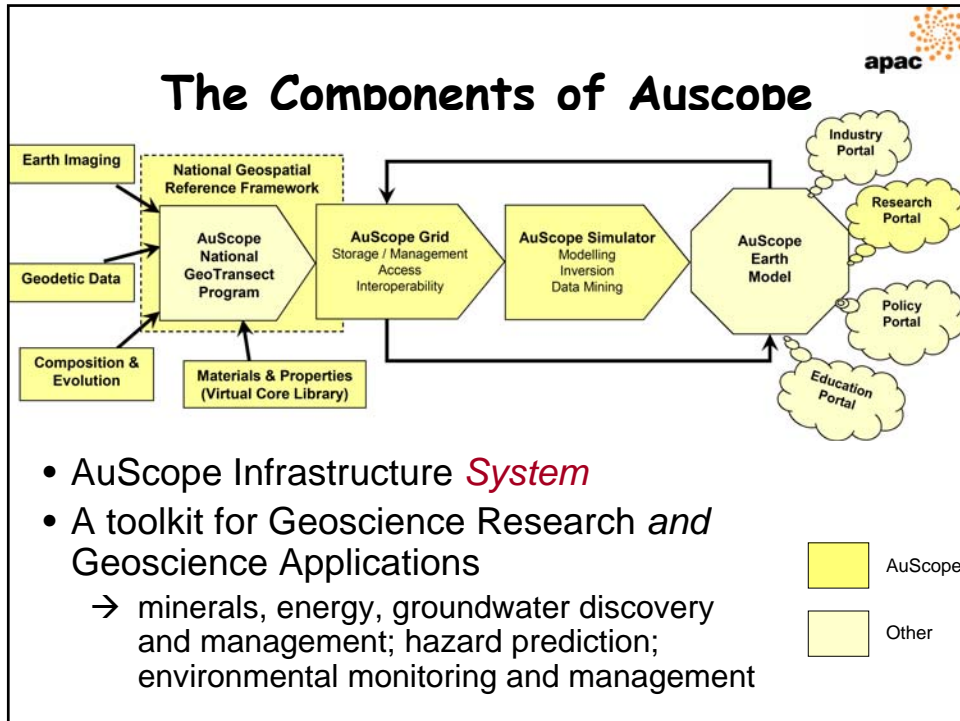 apac
The Components of Auscope
Earth Imaging
Geodetic Data
Composition &
Evolution
National Geospatial
Reference Framework
AuScope
National
GeoTransect
Program
Materials & Properties
(Virtual Core Library)
AuScope Grid
Storage / Management
Access
Interoperability
AuScope Simulator
Modelling
Inversion
Data Mining
AuScope
Earth
Model
Industry
Portal
Research
Portal
Policy
Portal
Education
Portal
• AuScope Infrastructure System
• A toolkit for Geoscience Research and
Geoscience Applications
→ minerals, energy, groundwater discovery
and management; hazard prediction;
environmental monitoring and management
AuScope
Other